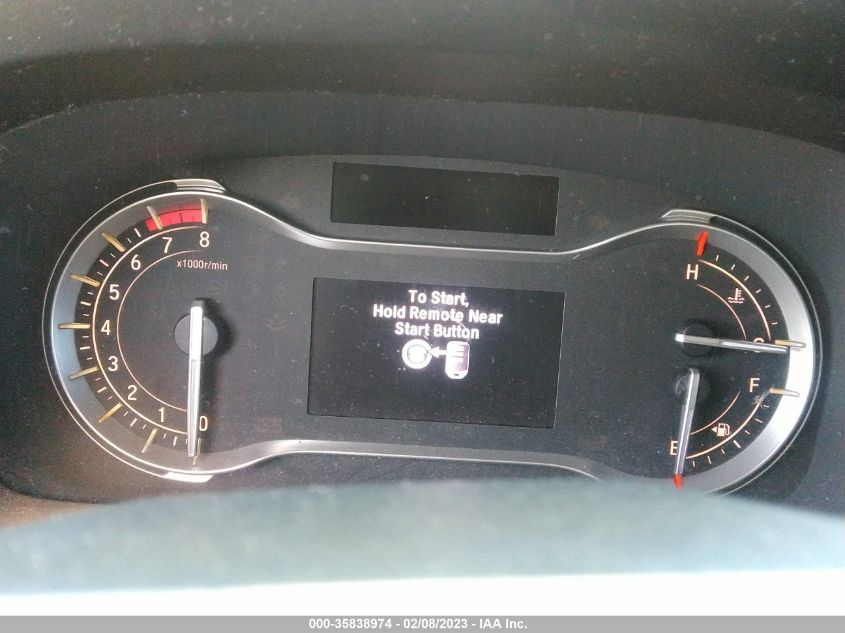 8
7
6
x1000r/min
5
4
3
2
1
0
To Start,
Hold Remote Near
Start Button
H
C
F
E
000-35838974 / 02/08/2023 - IAA Inc.